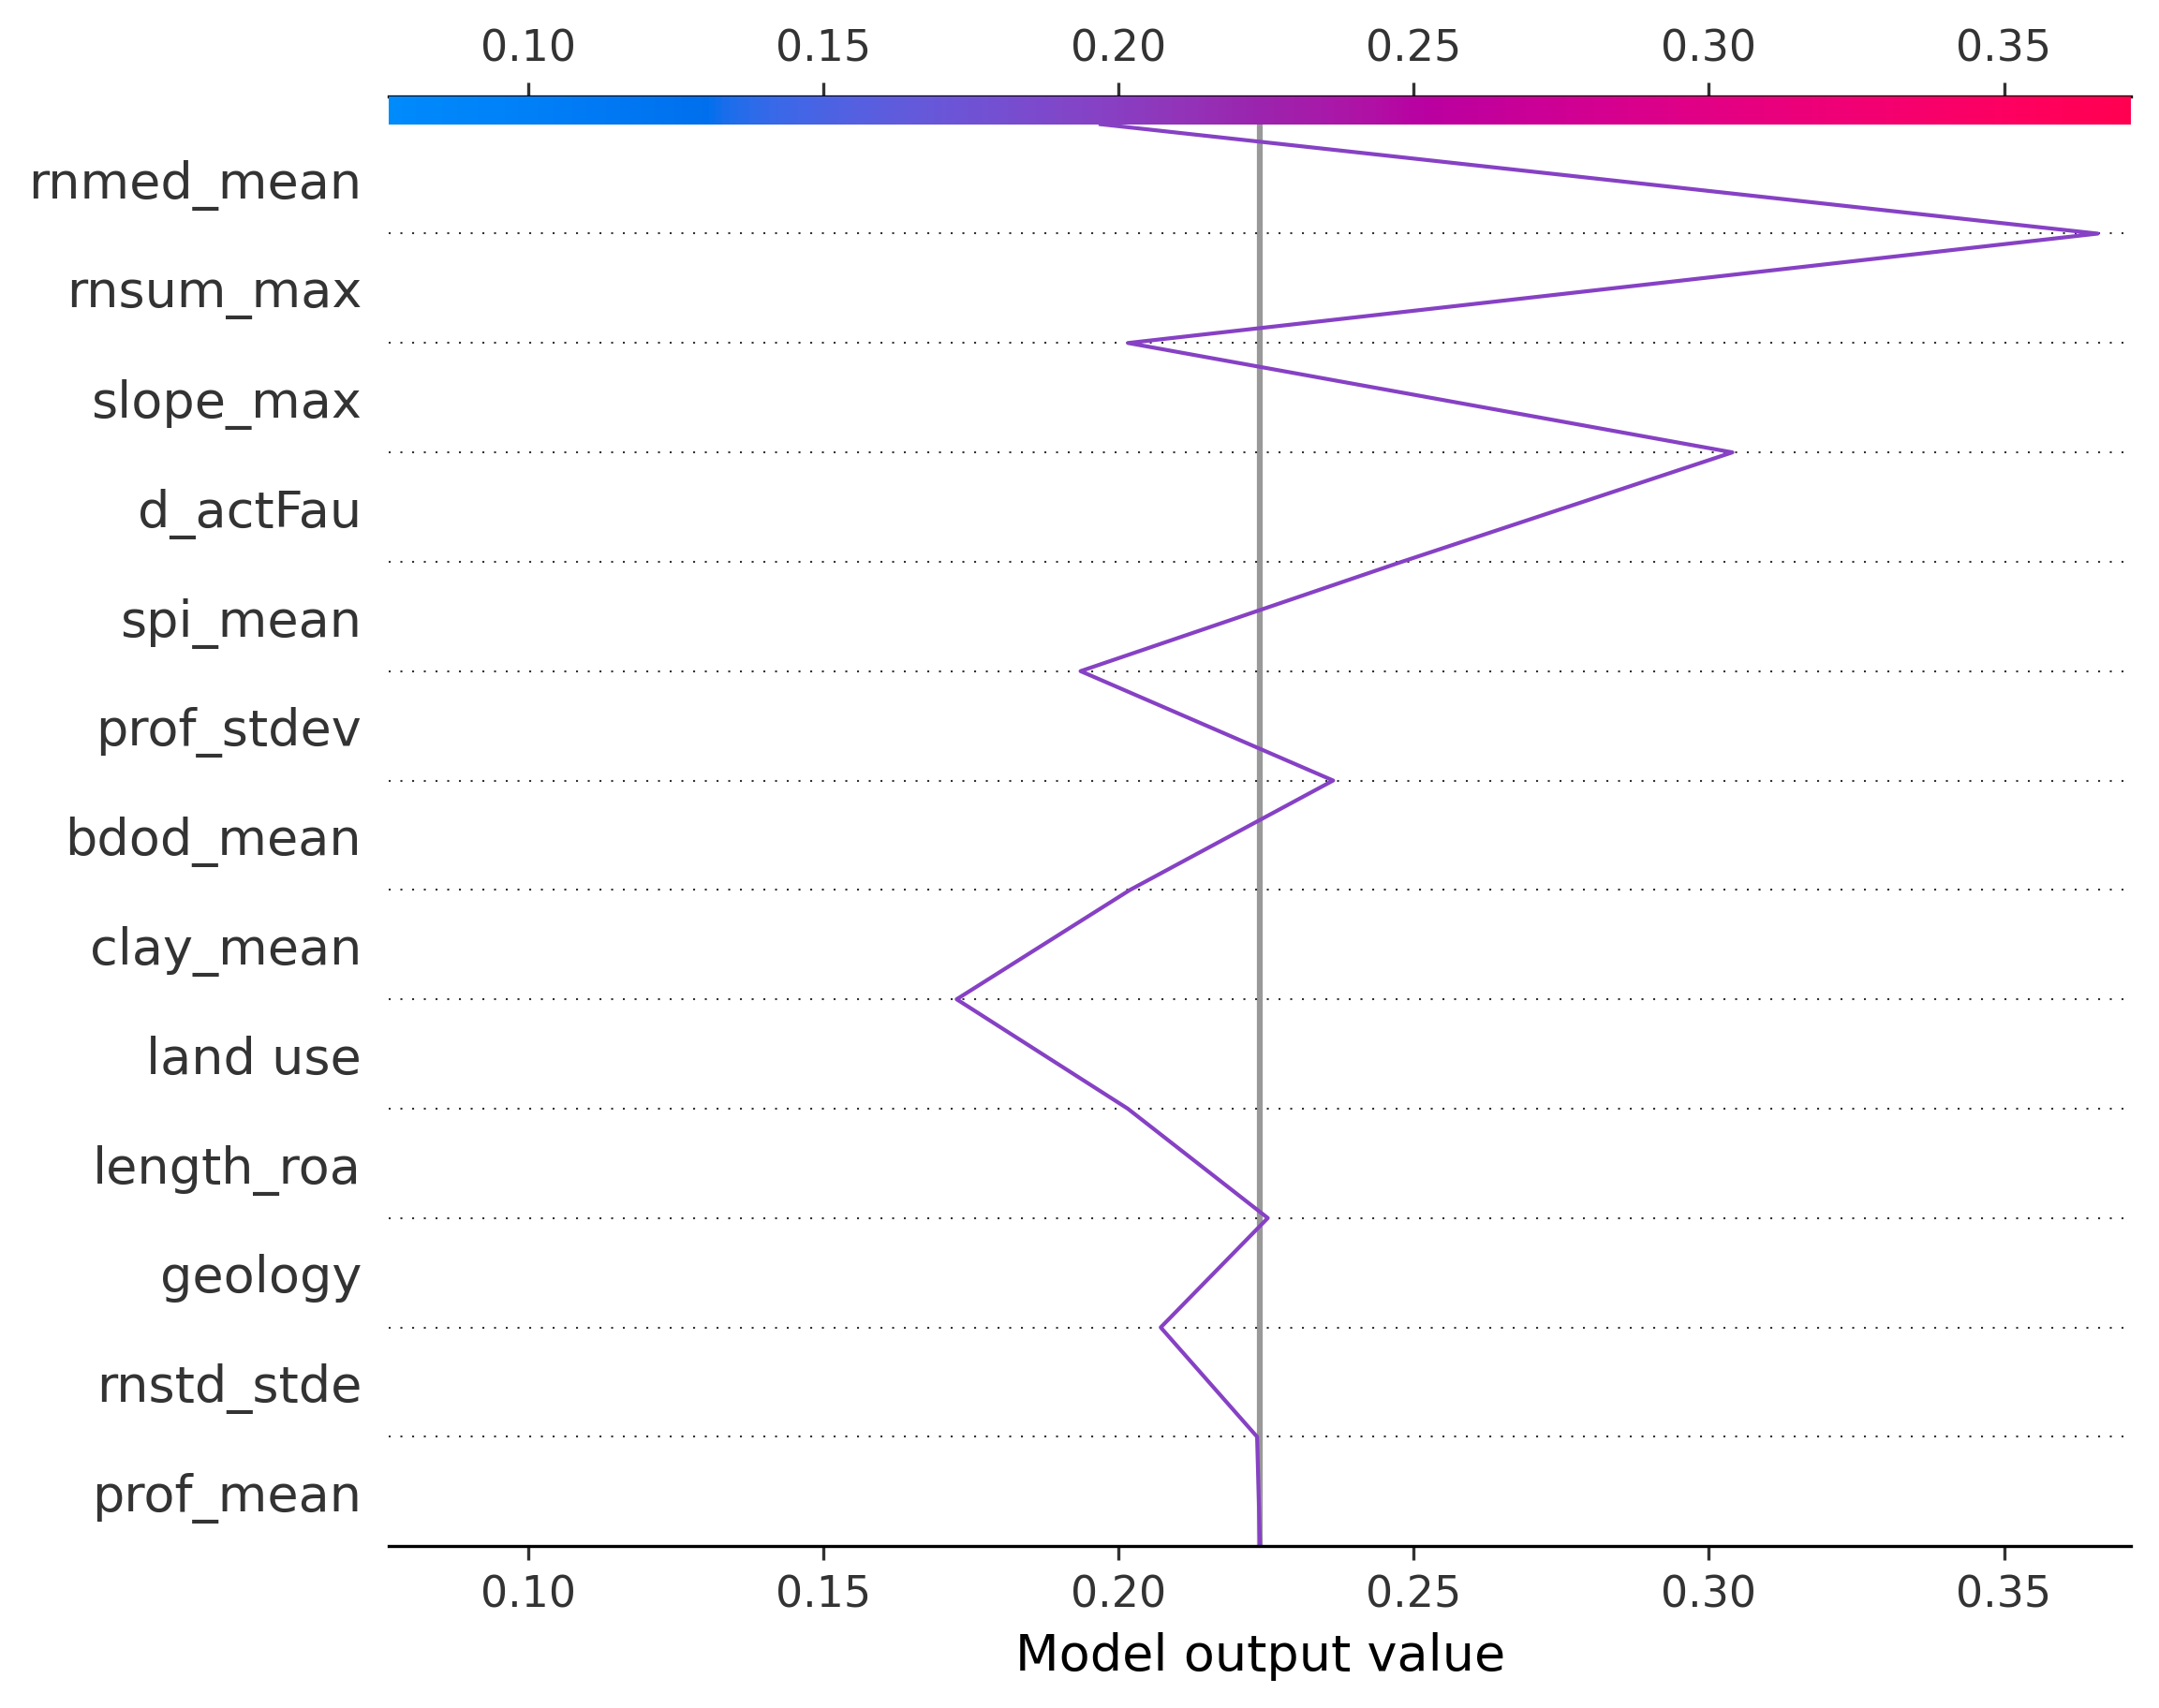 0.10 0.15 0.20 0.25 0.30 0.35
rnmed_mean
rnsum_max
slope_max
d_actFau
spi_mean
prof_stdev
bdod_mean
clay_mean
land use
length_roa
geology
rnstd_stde
prof_mean
0.10 0.15 0.20 0.25 0.30 0.35
Model output value